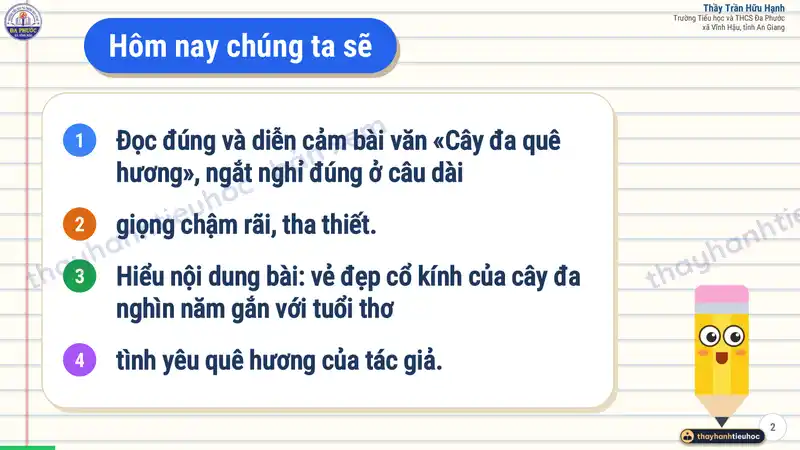 Thầy Trần Hữu Hạnh
Trường Tiểu học và THCS Đa Phước
xã Vĩnh Hậu, tỉnh An Giang
ĐA PHƯỚC
Hôm nay chúng ta sẽ
1 Đọc đúng và diễn cảm bài văn «Cây đa quê
hương», ngắt nghỉ đúng ở câu dài
2 giọng chậm rãi, tha thiết.
3 Hiểu nội dung bài: vẻ đẹp cổ kính của cây đa
nghìn năm gắn với tuổi thơ
4 tình yêu quê hương của tác giả.
thayhanhtieuhoc
2